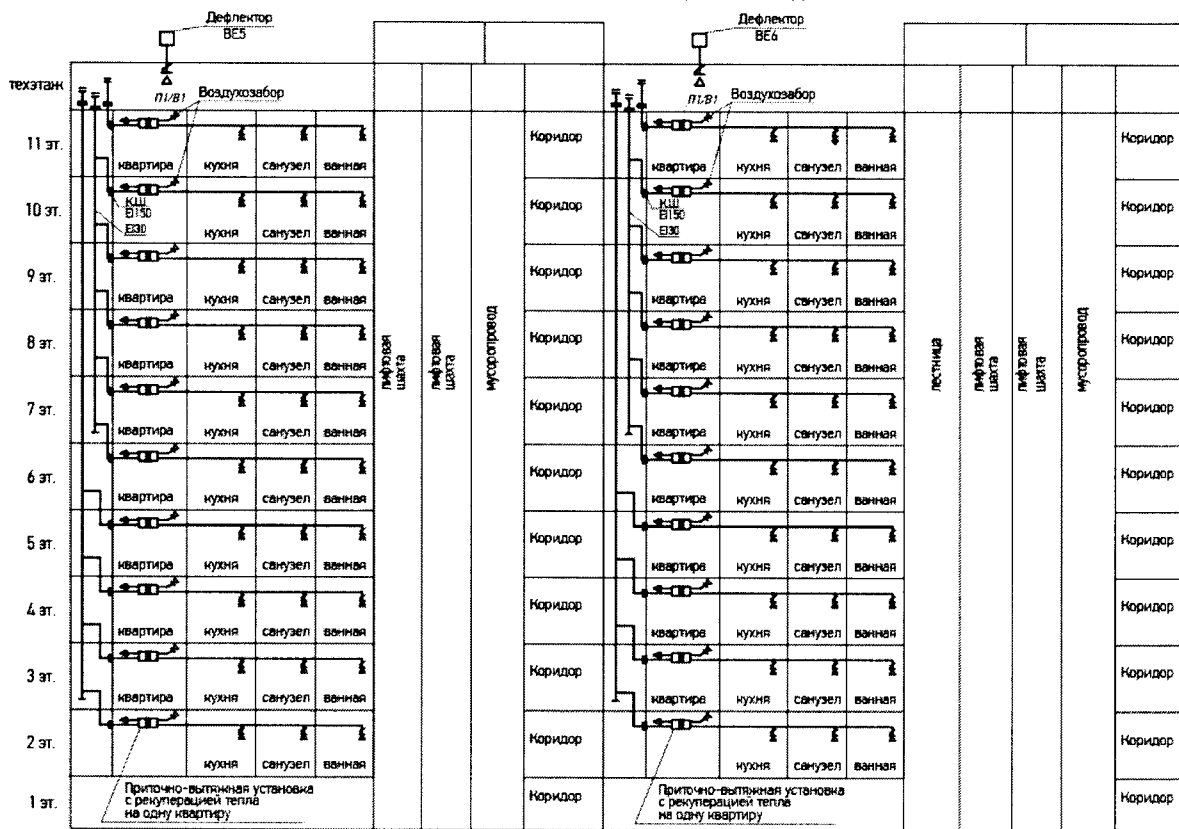 Дефлектор
ВЕ5
Дефлектор
ВЕ6
техэтаж
П1/В1
Воздухозабор
П1/В1
Воздухозабор
11 эт.
квартира кухня санузел ванная
Коридор
квартира кухня санузел ванная
Коридор
10 эт.
КШ
EI150
EI30
кухня санузел ванная
Коридор
КШ
EI150
EI30
кухня санузел ванная
Коридор
9 эт.
квартира кухня санузел ванная
Коридор
квартира кухня санузел ванная
Коридор
8 эт.
квартира кухня санузел ванная
Коридор
квартира кухня санузел ванная
Коридор
лифтовая
шахта
лифтовая
шахта
мусоропровод
лестница
лифтовая
шахта
лифтовая
шахта
мусоропровод
7 эт.
квартира кухня санузел ванная
Коридор
квартира кухня санузел ванная
Коридор
6 эт.
квартира кухня санузел ванная
Коридор
квартира кухня санузел ванная
Коридор
5 эт.
квартира кухня санузел ванная
Коридор
квартира кухня санузел ванная
Коридор
4 эт.
квартира кухня санузел ванная
Коридор
квартира кухня санузел ванная
Коридор
3 эт.
квартира кухня санузел ванная
Коридор
квартира кухня санузел ванная
Коридор
2 эт.
кухня санузел ванная
Коридор
кухня санузел ванная
Коридор
1 эт.
Приточно-вытяжная установка
с рекуперацией тепла
на одну квартиру
Коридор
Приточно-вытяжная установка
с рекуперацией тепла
на одну квартиру
Коридор